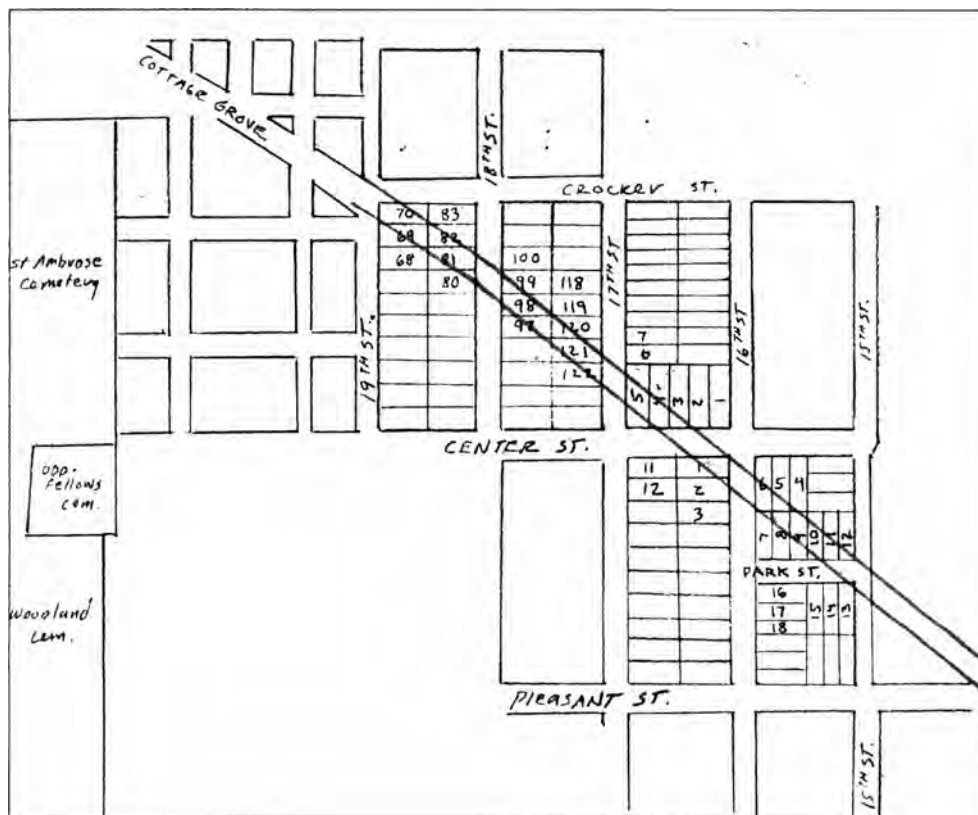 COTTAGE GROVE
18TH ST.
CROCKERY ST.
70 83
69 82
68 81 100
80 99 118
98 119
98 120
121
122
17TH ST
7
6
5 4 3 2 1
16TH ST
15TH ST.
19TH ST.
St Ambrose
Cemetery
CENTER ST.
ODD-
Fellows
Cem.
11 1
12 2
3
6 5 4
7 8 9 10 11 12
PARK ST.
16
17
18
15 14 13
Woodland
Cem.
PleASANT ST.
15TH ST.